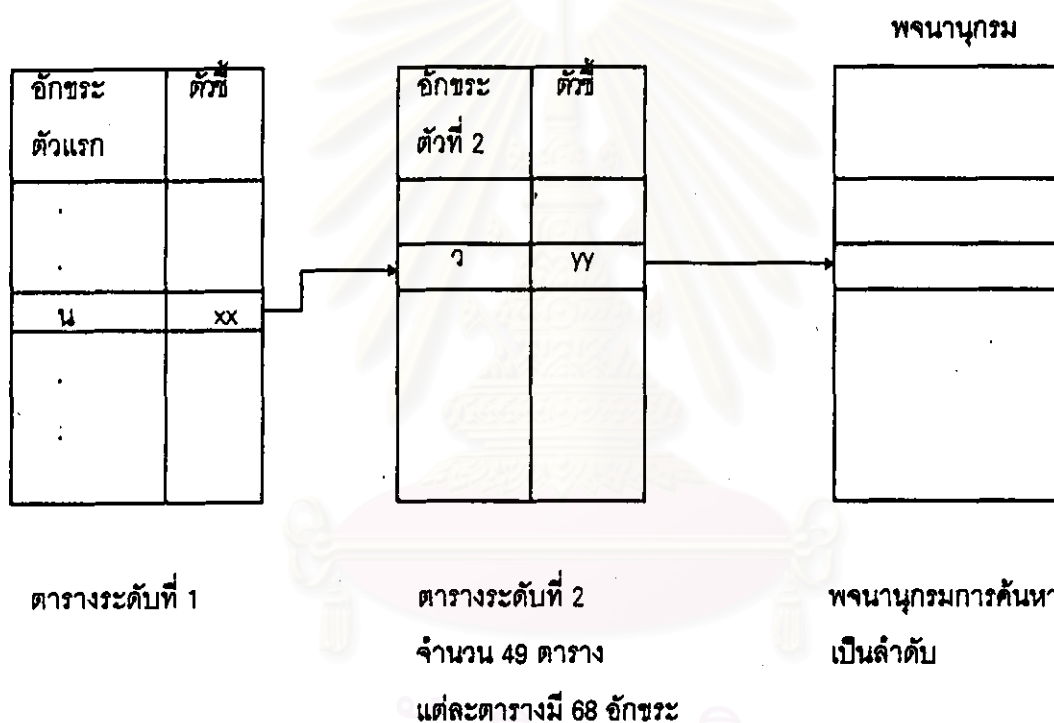 พจนานุกรม
อักขระ ตัวชี้
ตัวแรก
น xx
อักขระ ตัวชี้
ตัวที่ 2
ว yy
ตารางระดับที่ 1
ตารางระดับที่ 2
จำนวน 49 ตาราง
แต่ละตารางมี 68 อักขระ
พจนานุกรมการค้นหา
เป็นลำดับ